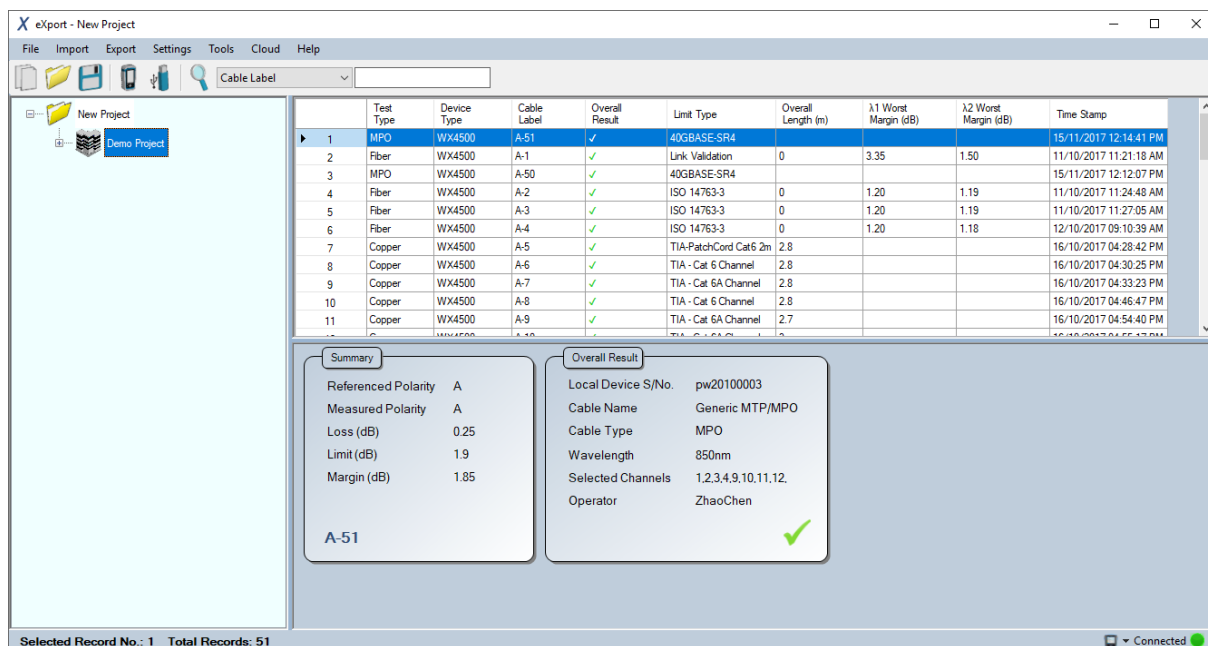 X eXport - New Project
File Import Export Settings Tools Cloud Help
Cable Label
New Project
Demo Project
Test Type Device Type Cable Label Overall Result Limit Type Overall Length (m) λ1 Worst Margin (dB) λ2 Worst Margin (dB) Time Stamp
1 MPO WX4500 A-51 ✓ 40GBASE-SR4 15/11/2017 12:14:41 PM
2 Fiber WX4500 A-1 ✓ Link Validation 0 3.35 1.50 11/10/2017 11:21:18 AM
3 MPO WX4500 A-50 ✓ 40GBASE-SR4 15/11/2017 12:12:07 PM
4 Fiber WX4500 A-2 ✓ ISO 14763-3 0 1.20 1.19 11/10/2017 11:24:48 AM
5 Fiber WX4500 A-3 ✓ ISO 14763-3 0 1.20 1.19 11/10/2017 11:27:05 AM
6 Fiber WX4500 A-4 ✓ ISO 14763-3 0 1.20 1.18 12/10/2017 09:10:39 AM
7 Copper WX4500 A-5 ✓ TIA-PatchCord Cat6 2m 2.8 16/10/2017 04:28:42 PM
8 Copper WX4500 A-6 ✓ TIA - Cat 6 Channel 2.8 16/10/2017 04:30:25 PM
9 Copper WX4500 A-7 ✓ TIA - Cat 6A Channel 2.8 16/10/2017 04:33:23 PM
10 Copper WX4500 A-8 ✓ TIA - Cat 6 Channel 2.8 16/10/2017 04:46:47 PM
11 Copper WX4500 A-9 ✓ TIA - Cat 6A Channel 2.7 16/10/2017 04:54:40 PM
Summary
Referenced Polarity A
Measured Polarity A
Loss (dB) 0.25
Limit (dB) 1.9
Margin (dB) 1.85
A-51
Overall Result
Local Device S/No. pw20100003
Cable Name Generic MTP/MPO
Cable Type MPO
Wavelength 850nm
Selected Channels 1,2,3,4,9,10,11,12,
Operator ZhaoChen
Selected Record No.: 1 Total Records: 51
Connected